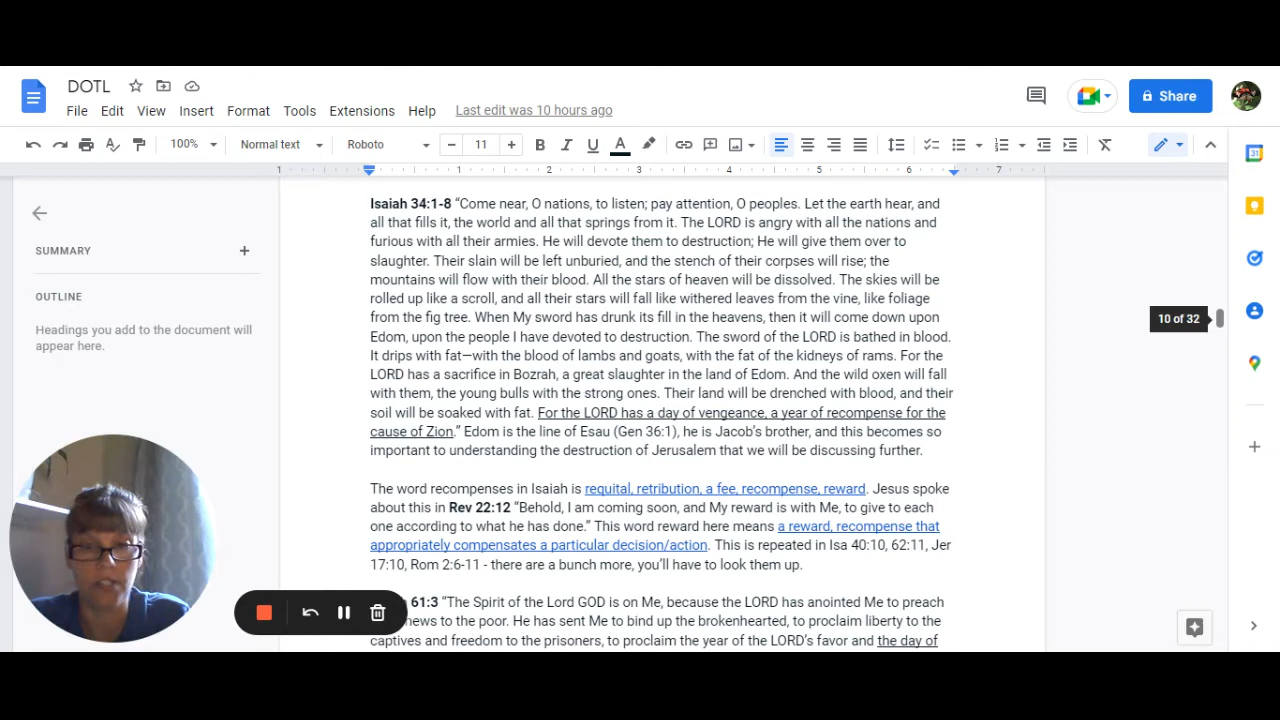 DOTL
File Edit View Insert Format Tools Extensions Help Last edit was 10 hours ago
Share
100% Normal text Roboto 11
1 1 2 3 4 5 6 7
SUMMARY
OUTLINE
Headings you add to the document will
appear here.
Isaiah 34:1-8 “Come near, O nations, to listen; pay attention, O peoples. Let the earth hear, and
all that fills it, the world and all that springs from it. The LORD is angry with all the nations and
furious with all their armies. He will devote them to destruction; He will give them over to
slaughter. Their slain will be left unburied, and the stench of their corpses will rise; the
mountains will flow with their blood. All the stars of heaven will be dissolved. The skies will be
rolled up like a scroll, and all their stars will fall like withered leaves from the vine, like foliage
from the fig tree. When My sword has drunk its fill in the heavens, then it will come down upon
Edom, upon the people I have devoted to destruction. The sword of the LORD is bathed in blood.
It drips with fat—with the blood of lambs and goats, with the fat of the kidneys of rams. For the
LORD has a sacrifice in Bozrah, a great slaughter in the land of Edom. And the wild oxen will fall
with them, the young bulls with the strong ones. Their land will be drenched with blood, and their
soil will be soaked with fat. For the LORD has a day of vengeance, a year of recompense for the
cause of Zion.” Edom is the line of Esau (Gen 36:1), he is Jacob’s brother, and this becomes so
important to understanding the destruction of Jerusalem that we will be discussing further.
The word recompenses in Isaiah is requital, retribution, a fee, recompense, reward. Jesus spoke
about this in Rev 22:12 “Behold, I am coming soon, and My reward is with Me, to give to each
one according to what he has done.” This word reward here means a reward, recompense that
appropriately compensates a particular decision/action. This is repeated in Isa 40:10, 62:11, Jer
17:10, Rom 2:6-11 - there are a bunch more, you’ll have to look them up.
61:3 “The Spirit of the Lord GOD is on Me, because the LORD has anointed Me to preach
news to the poor. He has sent Me to bind up the brokenhearted, to proclaim liberty to the
captives and freedom to the prisoners, to proclaim the year of the LORD’s favor and the day of
10 of 32
31